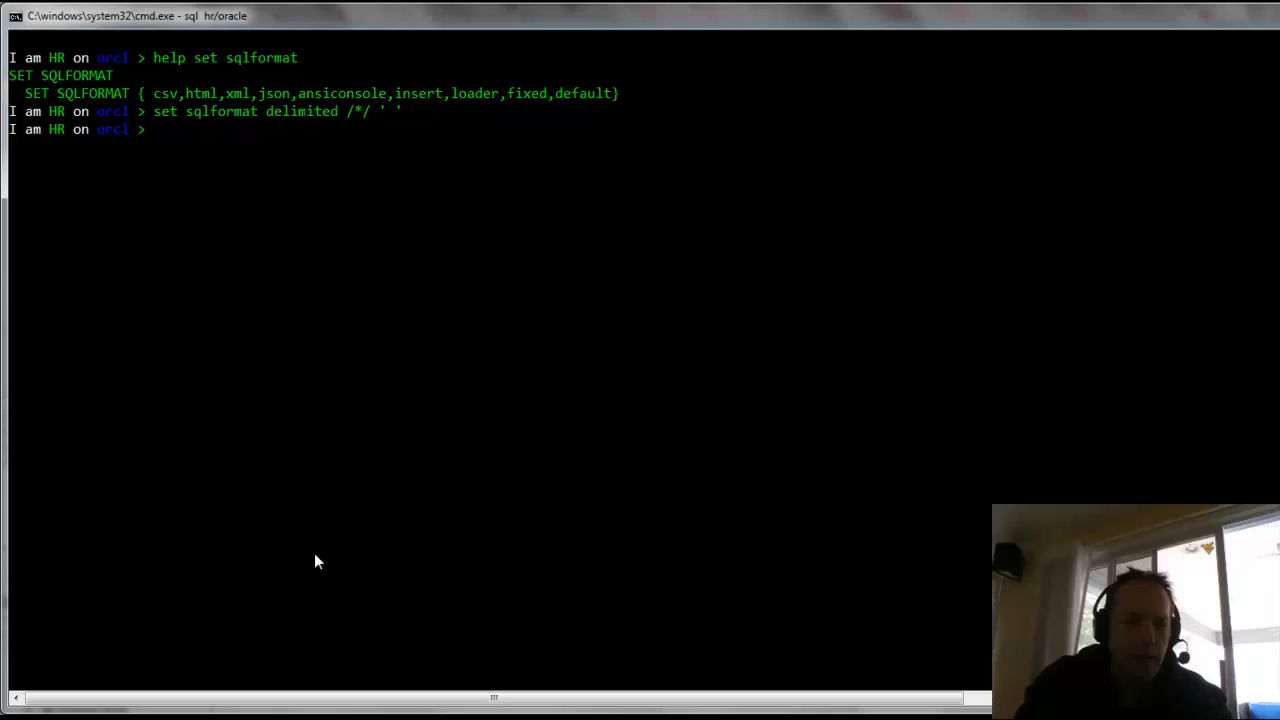 C:\windows\system32\cmd.exe - sql  hr/oracle
I am HR on orcl > help set sqlformat
SET SQLFORMAT
  SET SQLFORMAT { csv,html,xml,json,ansiconsole,insert,loader,fixed,default}
I am HR on orcl > set sqlformat delimited /*/ ' '
I am HR on orcl >